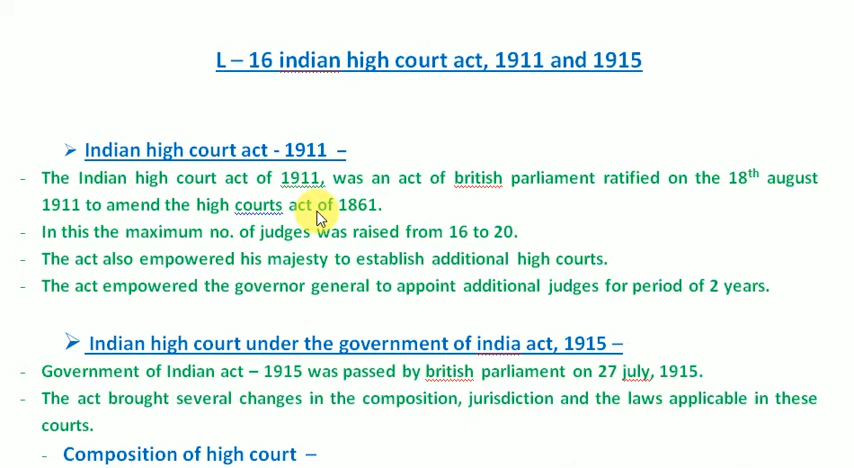 L – 16 indian high court act, 1911 and 1915
➢ Indian high court act - 1911 –
- The Indian high court act of 1911, was an act of british parliament ratified on the 18th august
1911 to amend the high courts act of 1861.
- In this the maximum no. of judges was raised from 16 to 20.
- The act also empowered his majesty to establish additional high courts.
- The act empowered the governor general to appoint additional judges for period of 2 years.
➢ Indian high court under the government of india act, 1915 –
- Government of Indian act – 1915 was passed by british parliament on 27 july, 1915.
- The act brought several changes in the composition, jurisdiction and the laws applicable in these
courts.
- Composition of high court –